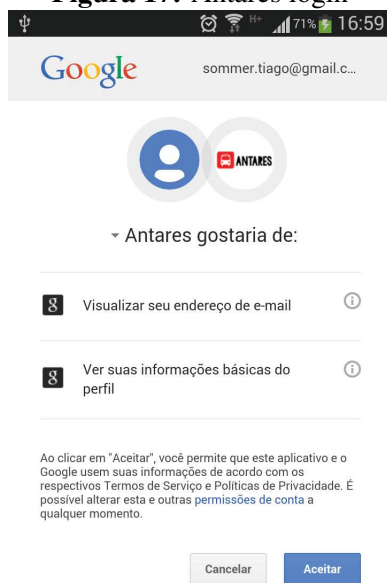 Figura 17: Antares login
H+ 71% 16:59
Google sommer.tiago@gmail.c...
ANTARES
Antares gostaria de:
g Visualizar seu endereço de e-mail
g Ver suas informações básicas do
perfil
Ao clicar em "Aceitar", você permite que este aplicativo e o
Google usem suas informações de acordo com os
respectivos Termos de Serviço e Políticas de Privacidade. É
possível alterar esta e outras permissões de conta a
qualquer momento.
Cancelar Aceitar